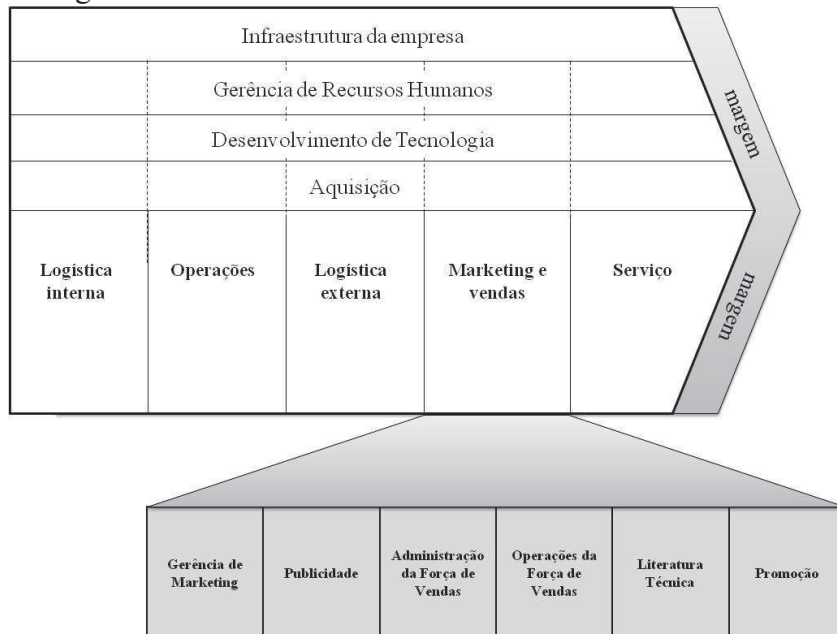 Infraestrutura da empresa
Gerência de Recursos Humanos
Desenvolvimento de Tecnologia
Aquisição
margem
margem
Logística
interna
Operações
Logística
externa
Marketing e
vendas
Serviço
Gerência de
Marketing
Publicidade
Administração
da Força de
Vendas
Operações da
Força de
Vendas
Literatura
Técnica
Promoção